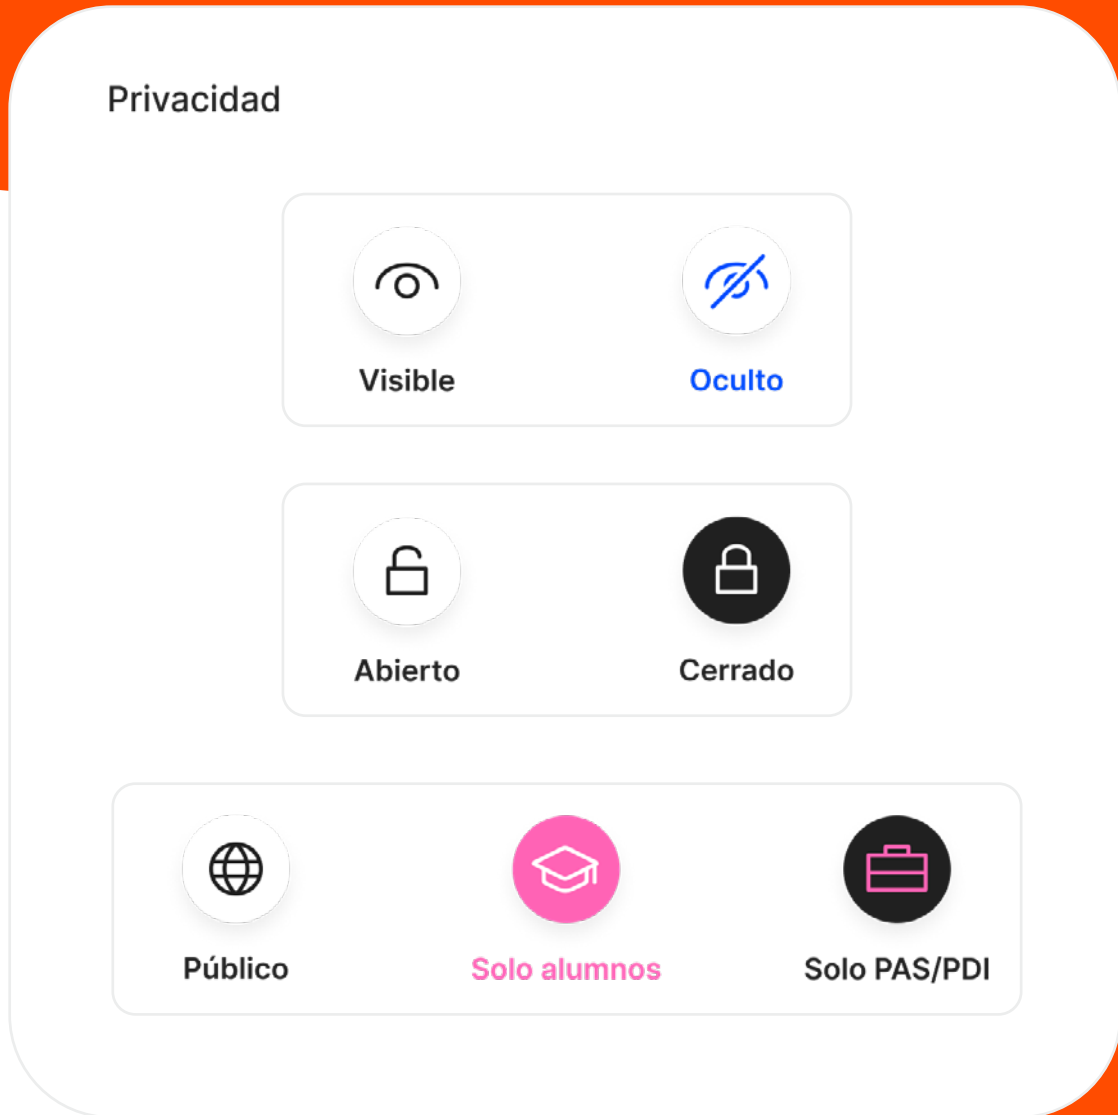 Privacidad
Visible
Oculto
Abierto
Cerrado
Público
Solo alumnos
Solo PAS/PDI